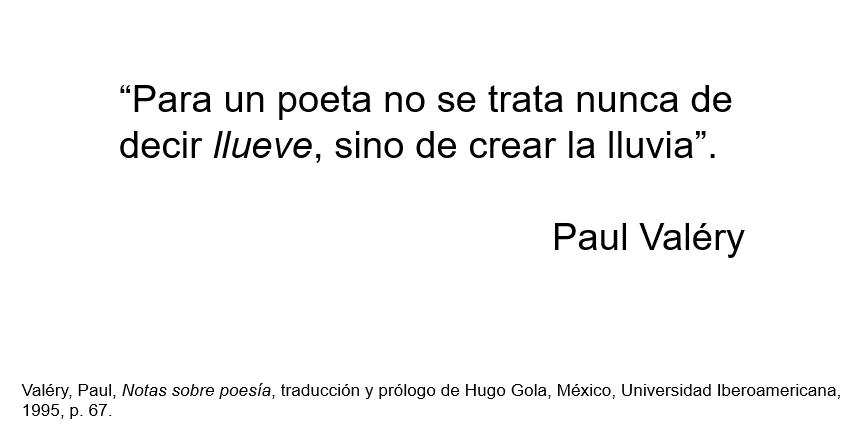 “Para un poeta no se trata nunca de
decir llueve, sino de crear la lluvia”.
Paul Valéry
Valéry, Paul, Notas sobre poesía, traducción y prólogo de Hugo Gola, México, Universidad Iberoamericana,
1995, p. 67.